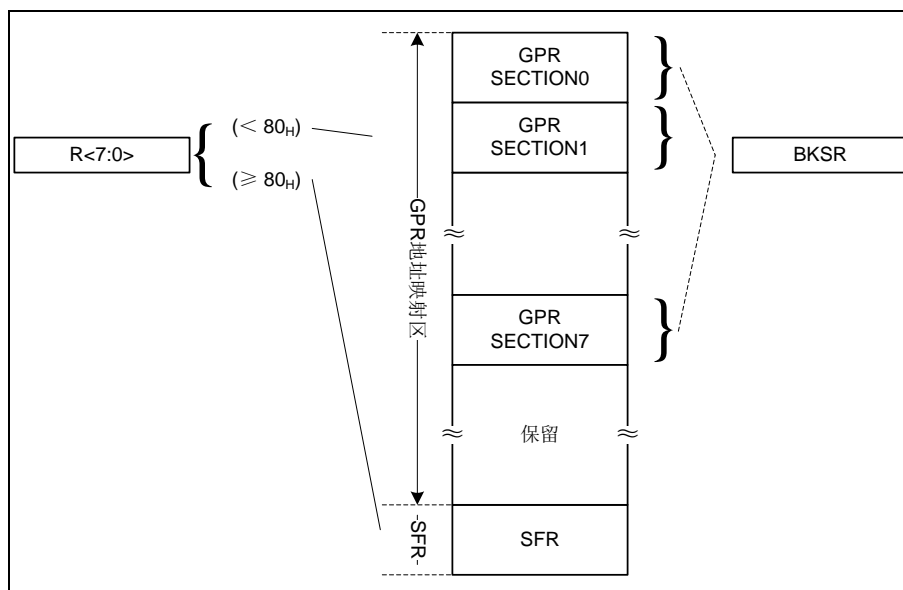 GPR
SECTION0
(< 80H)
R<7:0>
(≥ 80H)
GPR
SECTION1
BKSR
GPR地址映射区
GPR
SECTION7
保留
-SFR-
SFR